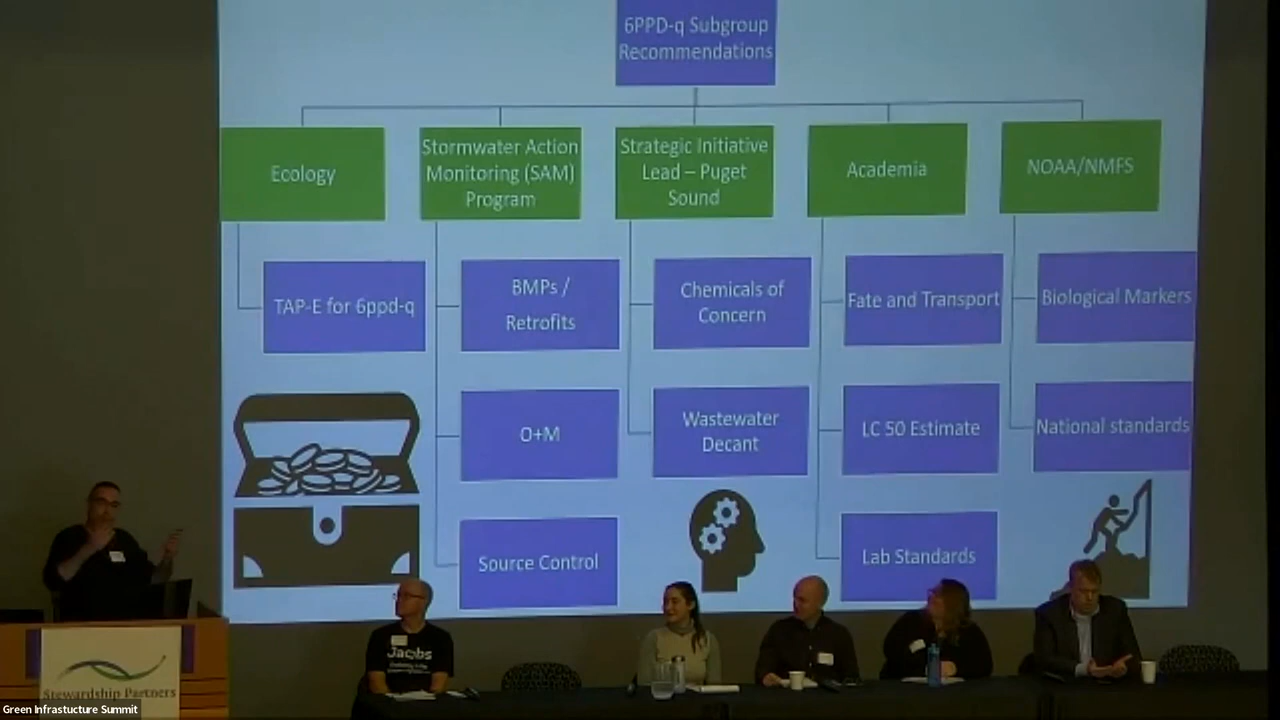 6PPD-q Subgroup
Recommendations
Ecology
Stormwater Action
Monitoring (SAM)
Program
Strategic Initiative
Lead – Puget
Sound
Academia
NOAA/NMFS
TAP-E for 6ppd-q
BMPs /
Retrofits
Chemicals of
Concern
Fate and Transport
Biological Markers
O+M
Wastewater
Decant
LC 50 Estimate
National standards
Source Control
Lab Standards
Jacobs
Stewardship Partners
Green Infrastucture Summit